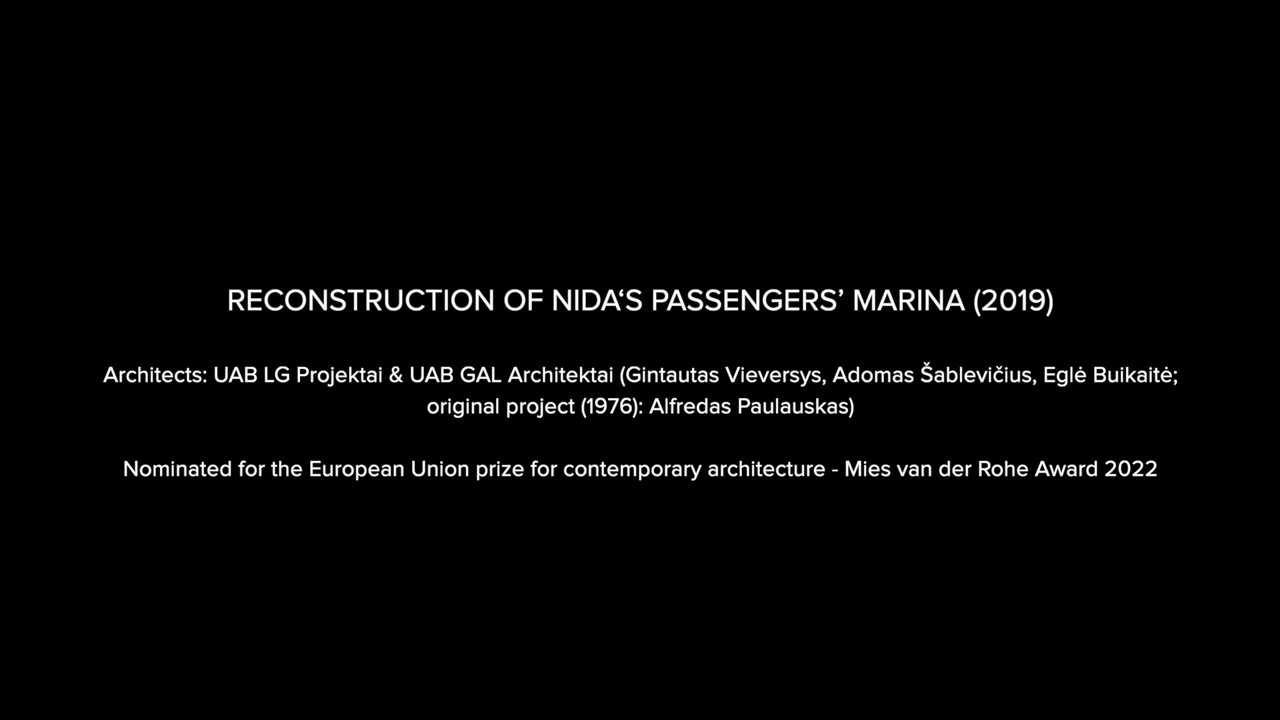 RECONSTRUCTION OF NIDA‘S PASSENGERS’ MARINA (2019)
Architects: UAB LG Projektai & UAB GAL Architektai (Gintautas Vieversys, Adomas Šablevičius, Eglė Buikaitė;
original project (1976): Alfredas Paulauskas)
Nominated for the European Union prize for contemporary architecture - Mies van der Rohe Award 2022